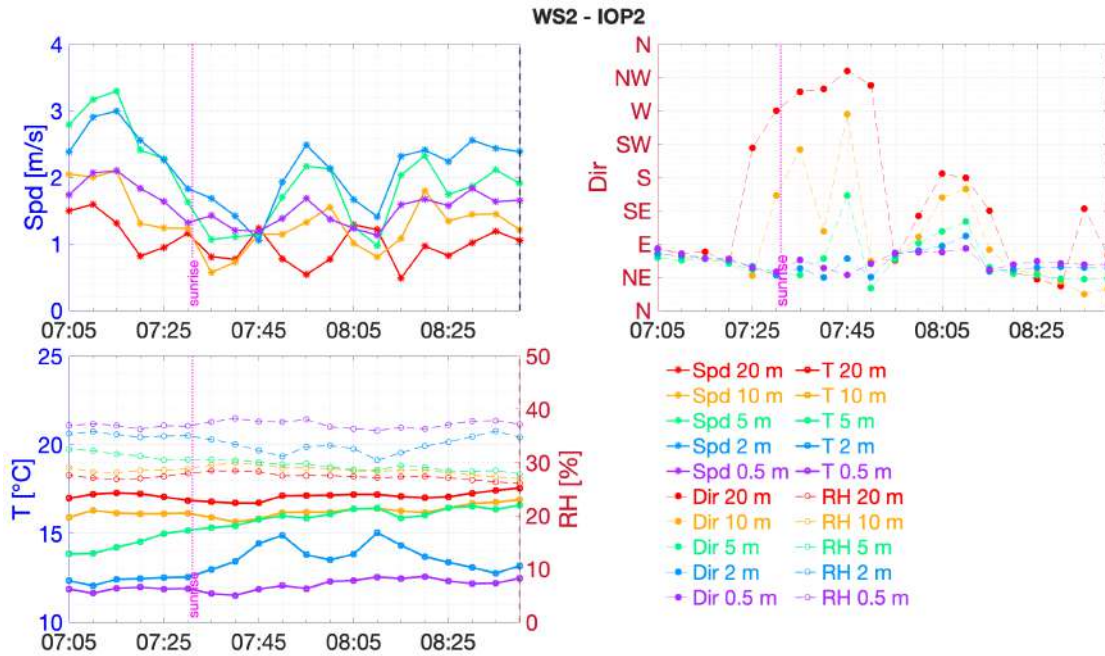 WS2 - IOP2
4
3
2
1
0
Spd [m/s]
sunrise
07:05 07:25 07:45 08:05 08:25
N
NW
W
SW
S
SE
E
NE
N
Dir
sunrise
07:05 07:25 07:45 08:05 08:25
25
20
15
10
T [°C]
50
40
30
20
10
0
RH [%]
sunrise
07:05 07:25 07:45 08:05 08:25
Spd 20 m T 20 m
Spd 10 m T 10 m
Spd 5 m T 5 m
Spd 2 m T 2 m
Spd 0.5 m T 0.5 m
Dir 20 m RH 20 m
Dir 10 m RH 10 m
Dir 5 m RH 5 m
Dir 2 m RH 2 m
Dir 0.5 m RH 0.5 m